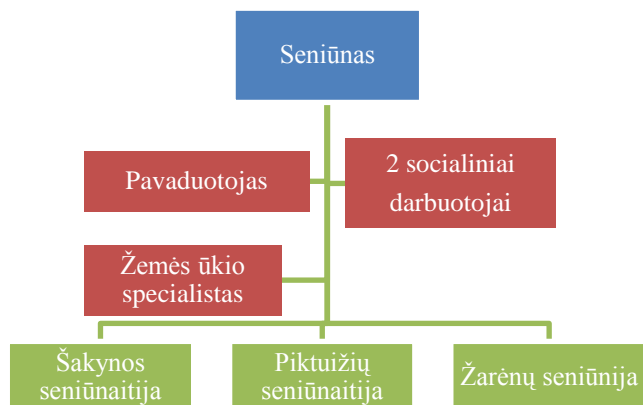 Seniūnas
Pavaduotojas
2 socialiniai
darbuotojai
Žemės ūkio
specialistas
Šakynos
seniūnaitija
Piktuižių
seniūnaitija
Žarėnų seniūnija